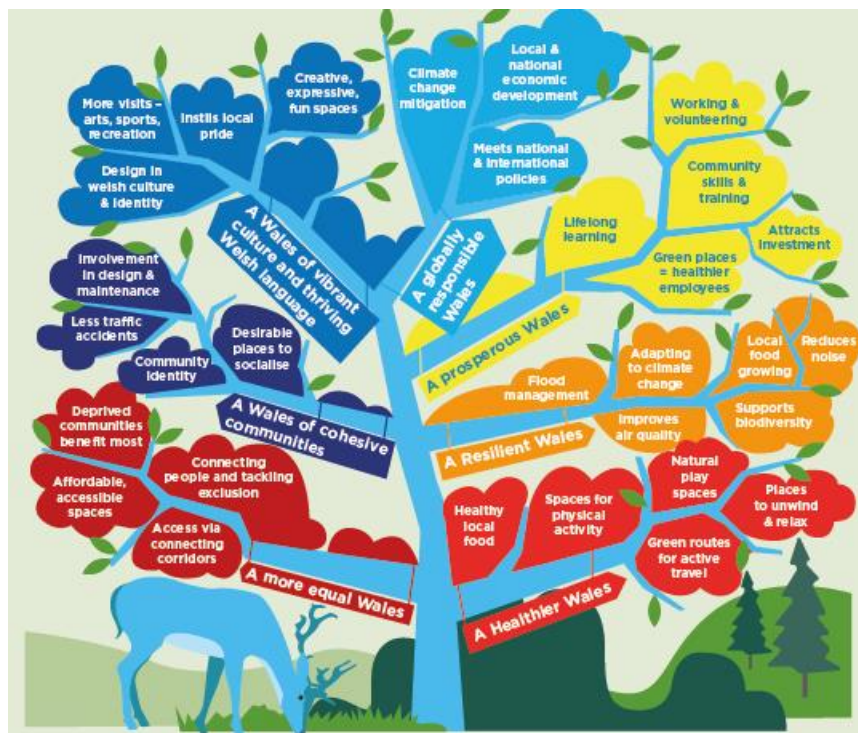 More visits –
arts, sports,
recreation
Instils local
pride
Creative,
expressive,
fun spaces
Design in
welsh culture
& identity
A Wales of vibrant
culture and thriving
Welsh language
Climate
change
mitigation
Local &
national
economic
development
Meets national
& international
policies
A globally
responsible
Wales
Working &
volunteering
Community
skills &
training
Lifelong
learning
Attracts
investment
Green places
= healthier
employees
A prosperous Wales
Involvement
in design &
maintenance
Less traffic
accidents
Community
identity
Desirable
places to
socialise
A Wales of cohesive
communities
Flood
management
Adapting
to climate
change
Local
food
growing
Reduces
noise
Improves
air quality
Supports
biodiversity
A Resilient Wales
Deprived
communities
benefit most
Affordable,
accessible
spaces
Connecting
people and tackling
exclusion
Access via
connecting
corridors
A more equal Wales
Healthy
local
food
Spaces for
physical
activity
Natural
play
spaces
Places
to unwind
& relax
Green routes
for active
travel
A Healthier Wales